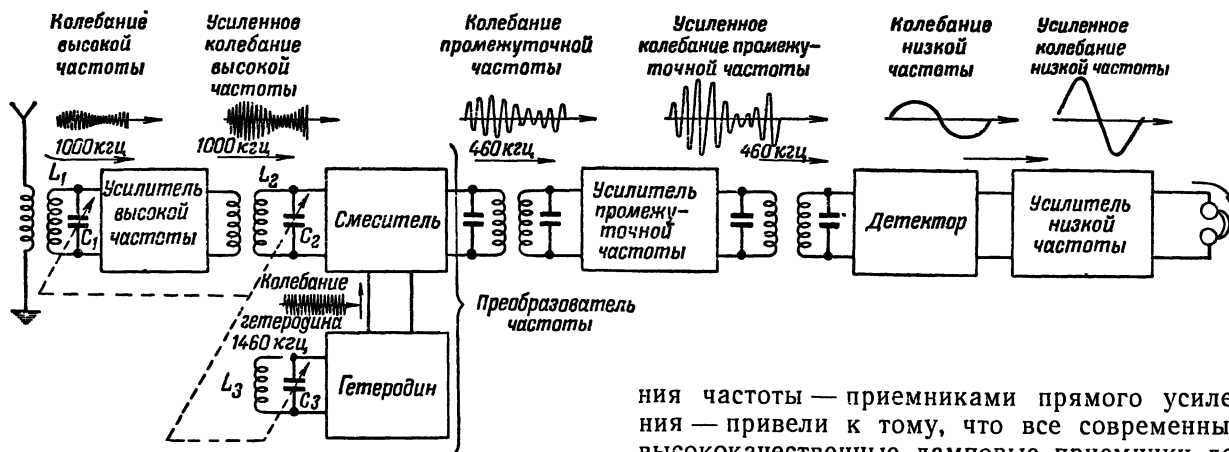 Колебание
высокой
частоты
Усиленное
колебание
высокой
частоты
Колебание
промежуточной
частоты
Усиленное
колебание промежу-
точной частоты
Колебание
низкой
частоты
Усиленное
колебание
низкой частоты
1000 кгц
1000 кгц
460 кгц
460 кгц
L1
C1
Усилитель
высокой
частоты
L2
C2
Смеситель
Усилитель
промежу-
точной
частоты
Детектор
Усилитель
низкой
частоты
Колебание
гетеродина
1460 кгц
Преобразователь
частоты
L3
C3
Гетеродин
ния частоты — приемниками прямого усиле
ния — привели к тому, что все современны
высококачественные ламповые приемники